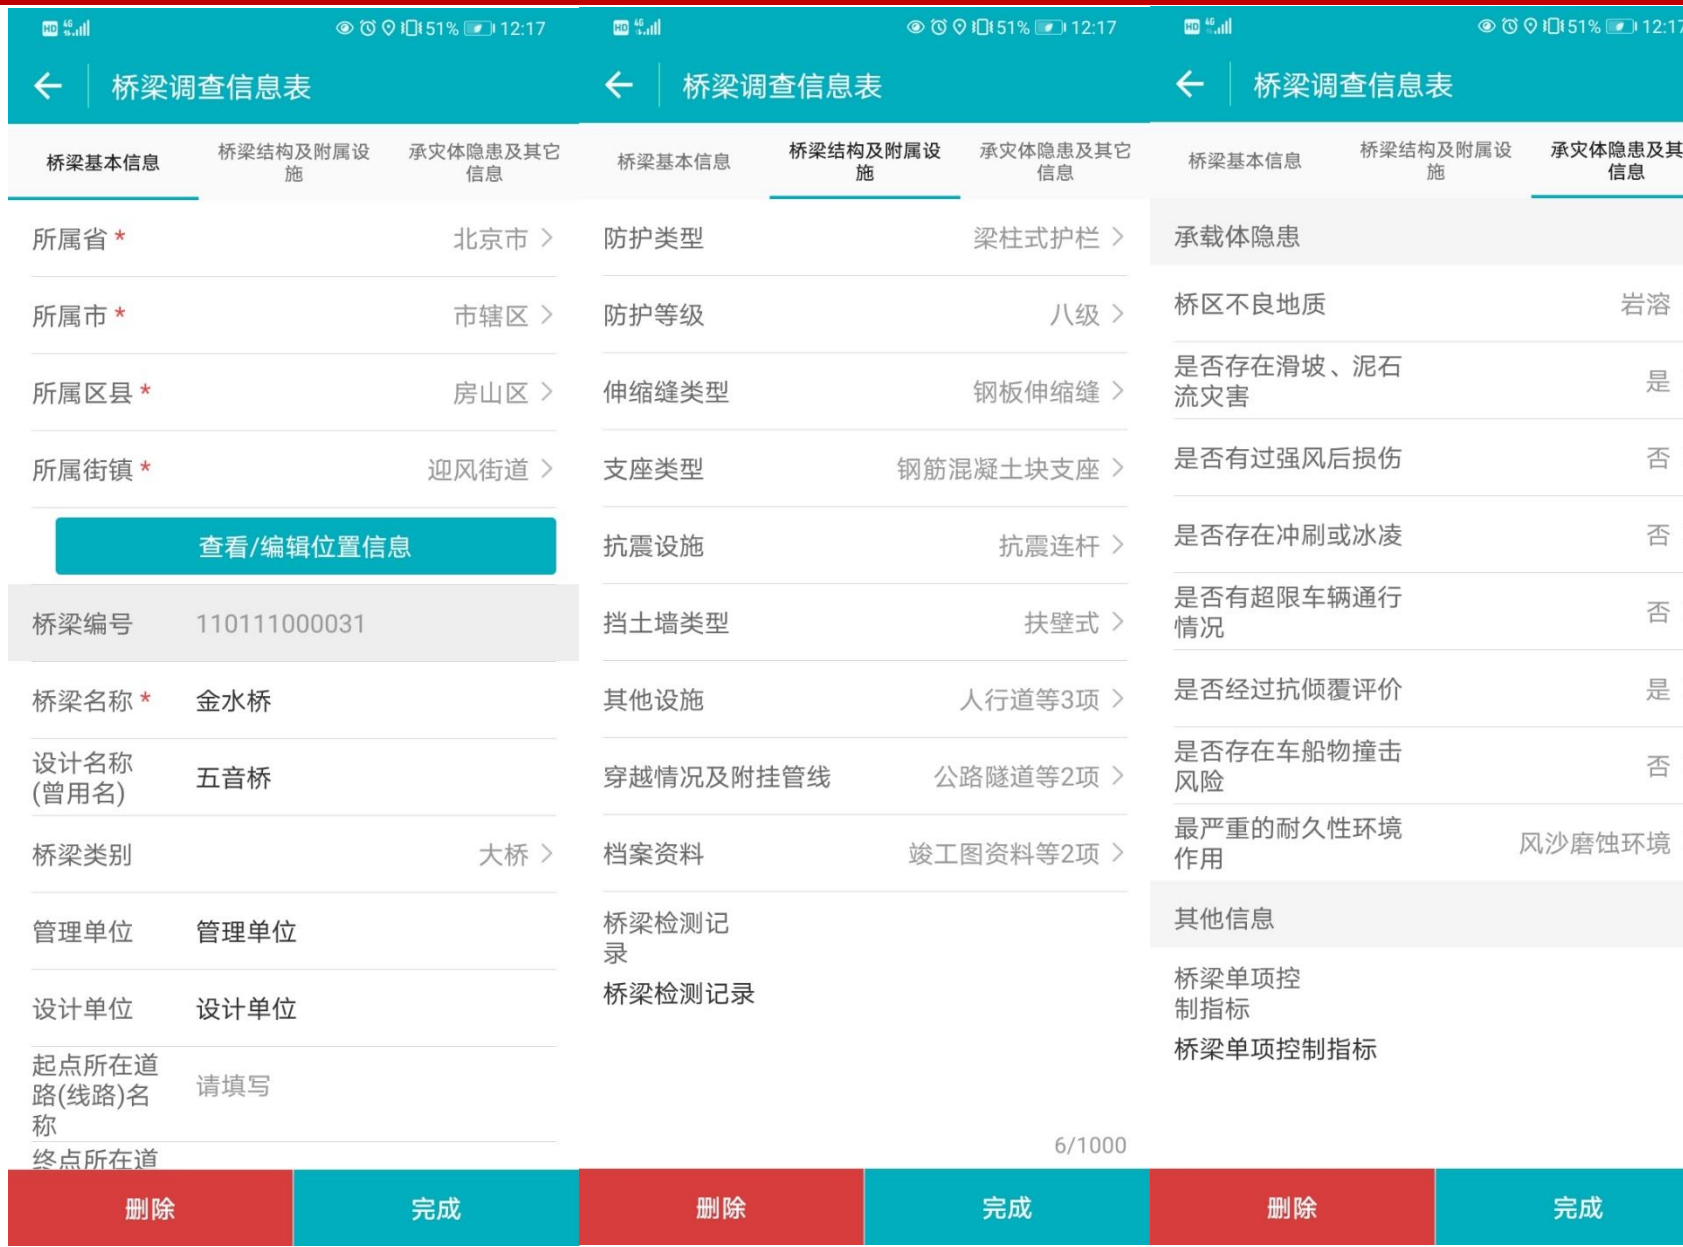 HD 4G 51% 12:17
桥梁调查信息表
桥梁基本信息
桥梁结构及附属设
施
承灾体隐患及其它
信息
所属省 * 北京市
所属市 * 市辖区
所属区县 * 房山区
所属街镇 * 迎风街道
查看/编辑位置信息
桥梁编号 110111000031
桥梁名称 * 金水桥
设计名称
(曾用名) 五音桥
桥梁类别 大桥
管理单位 管理单位
设计单位 设计单位
起点所在道
路(线路)名
称
请填写
终点所在道
删除 完成
HD 4G 51% 12:17
桥梁调查信息表
桥梁基本信息
桥梁结构及附属设
施
承灾体隐患及其它
信息
防护类型 梁柱式护栏
防护等级 八级
伸缩缝类型 钢板伸缩缝
支座类型 钢筋混凝土块支座
抗震设施 抗震连杆
挡土墙类型 扶壁式
其他设施 人行道等3项
穿越情况及附挂管线 公路隧道等2项
档案资料 竣工图资料等2项
桥梁检测记
录
桥梁检测记录
6/1000
删除 完成
HD 4G 51% 12:17
桥梁调查信息表
桥梁基本信息
桥梁结构及附属设
施
承灾体隐患及其
信息
承载体隐患
桥区不良地质 岩溶
是否存在滑坡、泥石
流灾害 是
是否有过强风后损伤 否
是否存在冲刷或冰凌 否
是否有超限车辆通行
情况 否
是否经过抗倾覆评价 是
是否存在车船物撞击
风险 否
最严重的耐久性环境
作用 风沙磨蚀环境
其他信息
桥梁单项控
制指标
桥梁单项控制指标
删除 完成